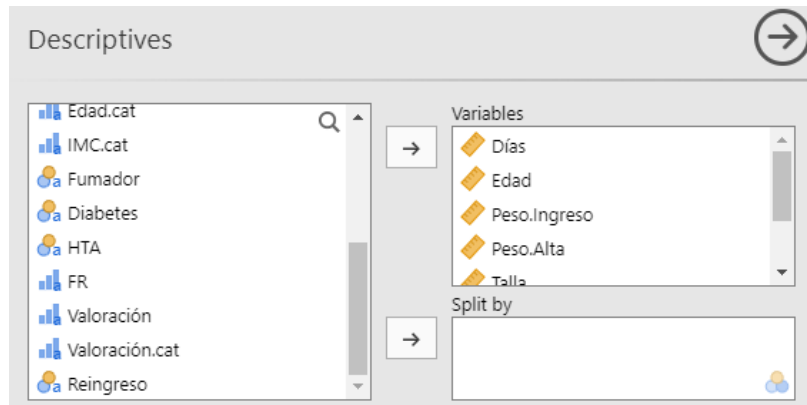 Descriptives
Edad.cat
IMC.cat
Fumador
Diabetes
HTA
FR
Valoración
Valoración.cat
Reingreso
Variables
Días
Edad
Peso.Ingreso
Peso.Alta
Talla
Split by